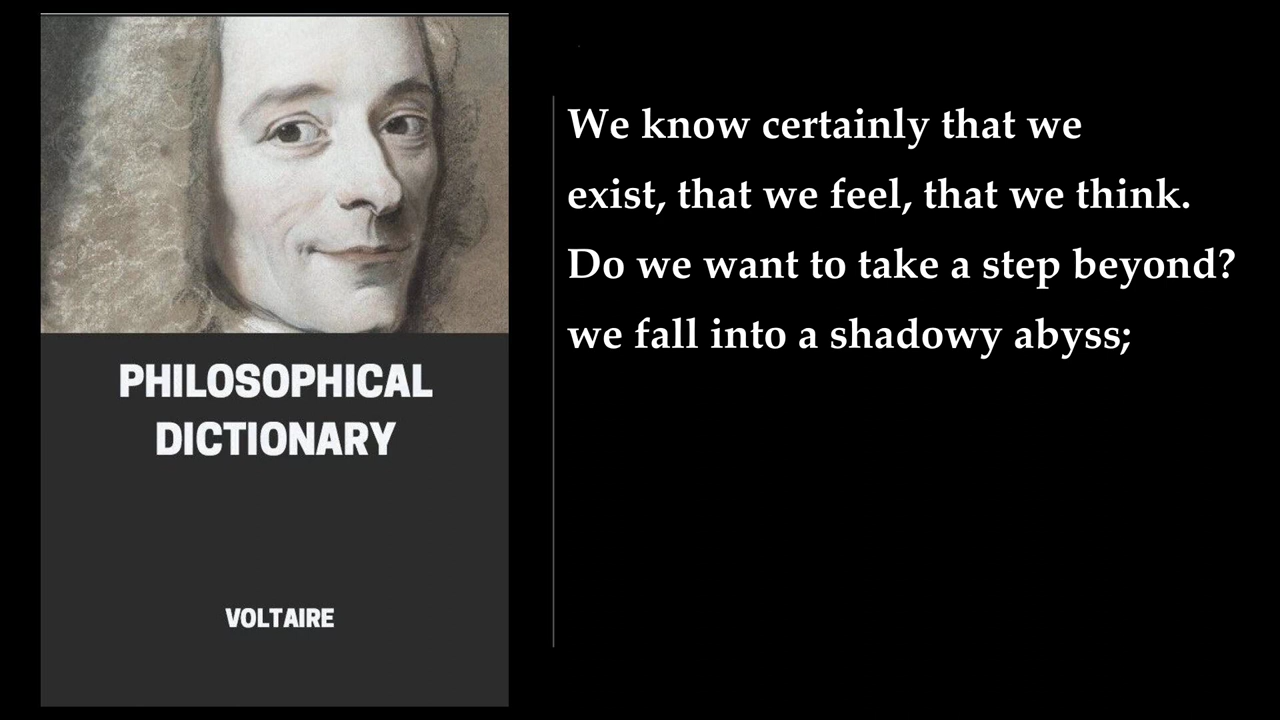 PHILOSOPHICAL
DICTIONARY
VOLTAIRE
We know certainly that we
exist, that we feel, that we think.
Do we want to take a step beyond?
we fall into a shadowy abyss;